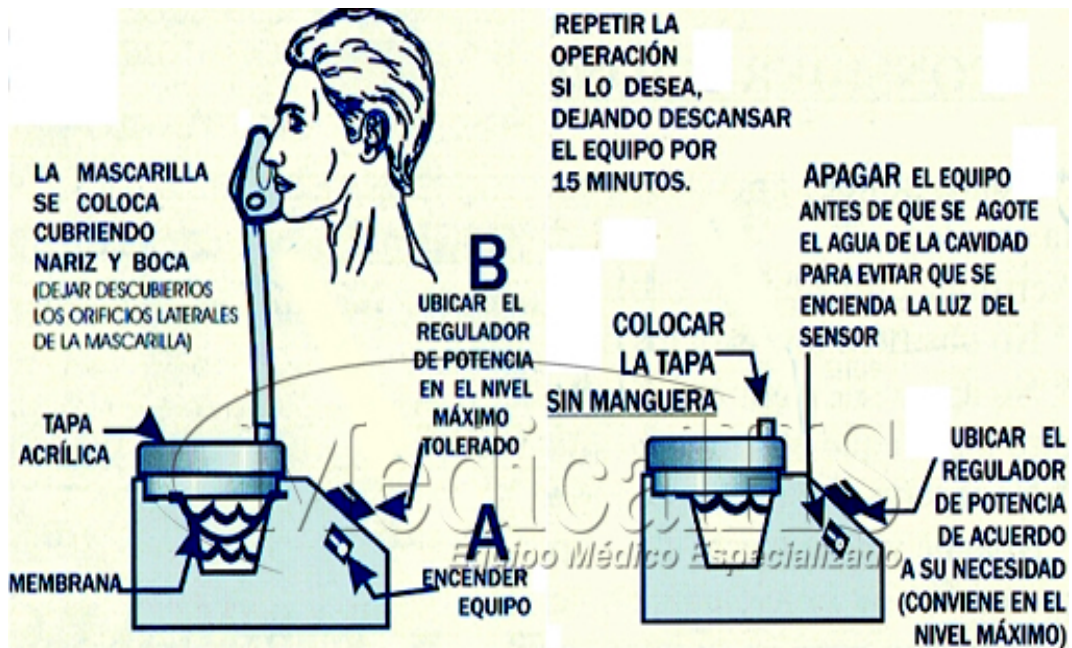 LA MASCARILLA
SE COLOCA
CUBRIENDO
NARIZ Y BOCA
(DEJAR DESCUBIERTOS
LOS ORIFICIOS LATERALES
DE LA MASCARILLA)
TAPA
ACRÍLICA
MEMBRANA
B
UBICAR EL
REGULADOR
DE POTENCIA
EN EL NIVEL
MÁXIMO
TOLERADO
A
ENCENDER
EQUIPO
REPETIR LA
OPERACIÓN
SI LO DESEA,
DEJANDO DESCANSAR
EL EQUIPO POR
15 MINUTOS.
APAGAR EL EQUIPO
ANTES DE QUE SE AGOTE
EL AGUA DE LA CAVIDAD
PARA EVITAR QUE SE
ENCIENDA LA LUZ DEL
SENSOR
COLOCAR
LA TAPA
SIN MANGUERA
UBICAR EL
REGULADOR
DE POTENCIA
DE ACUERDO
A SU NECESIDAD
(CONVIENE EN EL
NIVEL MÁXIMO)
Equipo Médico Especializado